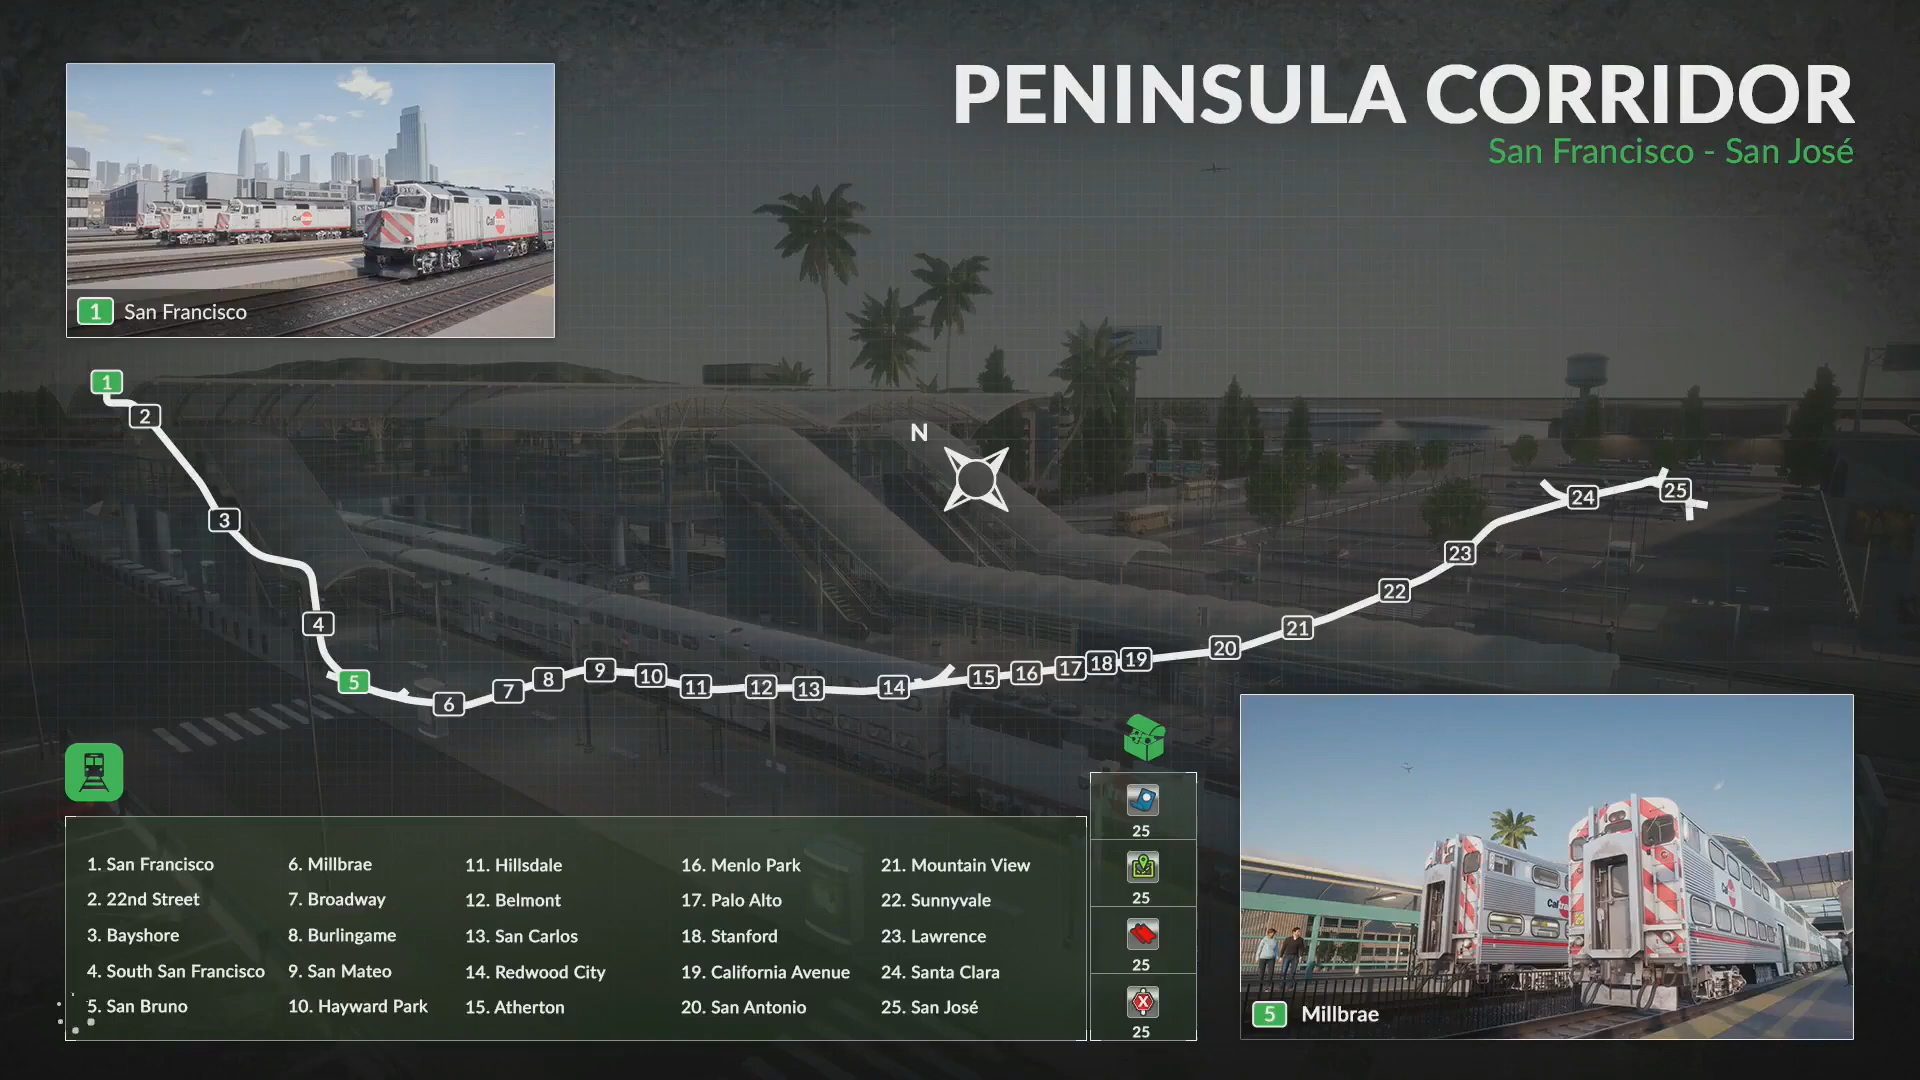 PENINSULA CORRIDOR
San Francisco - San José
1 San Francisco
N
1
2
3
4
5
6
7
8
9
10
11
12
13
14
15
16
17
18
19
20
21
22
23
24
25
1. San Francisco
2. 22nd Street
3. Bayshore
4. South San Francisco
5. San Bruno
6. Millbrae
7. Broadway
8. Burlingame
9. San Mateo
10. Hayward Park
11. Hillsdale
12. Belmont
13. San Carlos
14. Redwood City
15. Atherton
16. Menlo Park
17. Palo Alto
18. Stanford
19. California Avenue
20. San Antonio
21. Mountain View
22. Sunnyvale
23. Lawrence
24. Santa Clara
25. San José
25
25
25
X
25
5 Millbrae